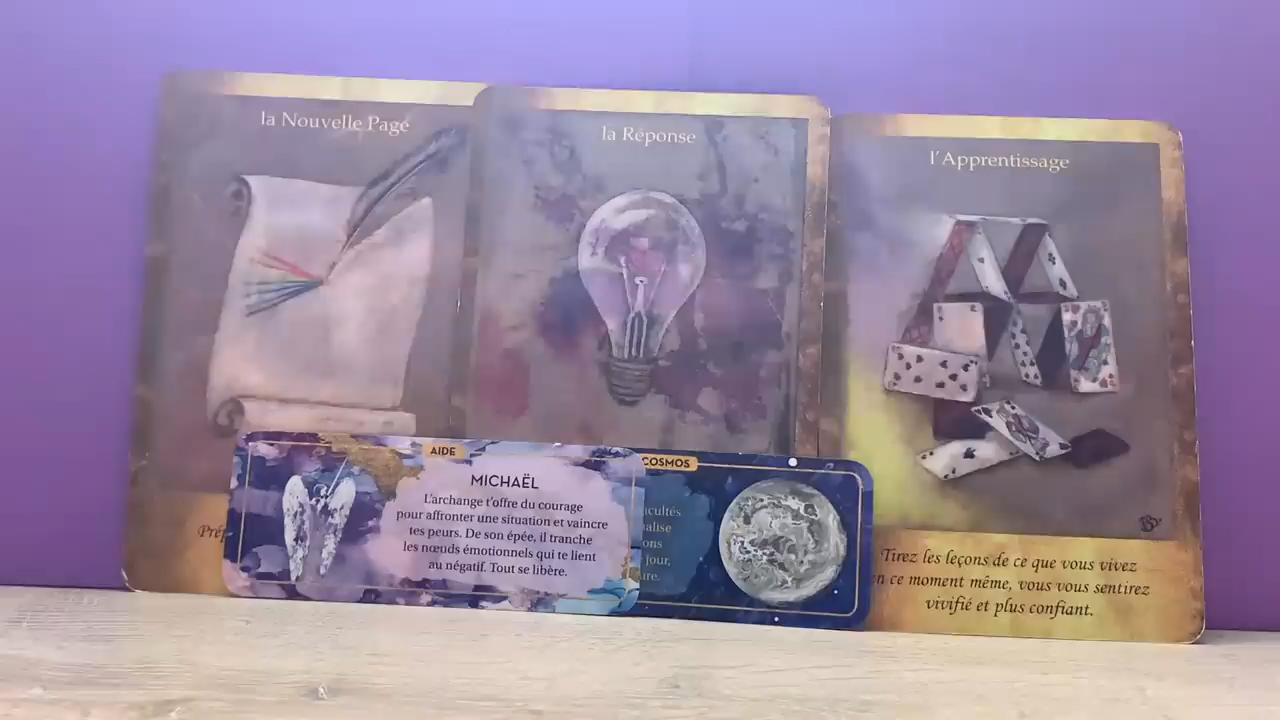 la Nouvelle Page
la Réponse
l'Apprentissage
AIDE
MICHAËL
L'archange t'offre du courage
pour affronter une situation et vaincre
tes peurs. De son épée, il tranche
les nœuds émotionnels qui te lient
au négatif. Tout se libère.
COSMOS
jour,
Tirez les leçons de ce que vous vivez
en ce moment même, vous vous sentirez
vivifié et plus confiant.